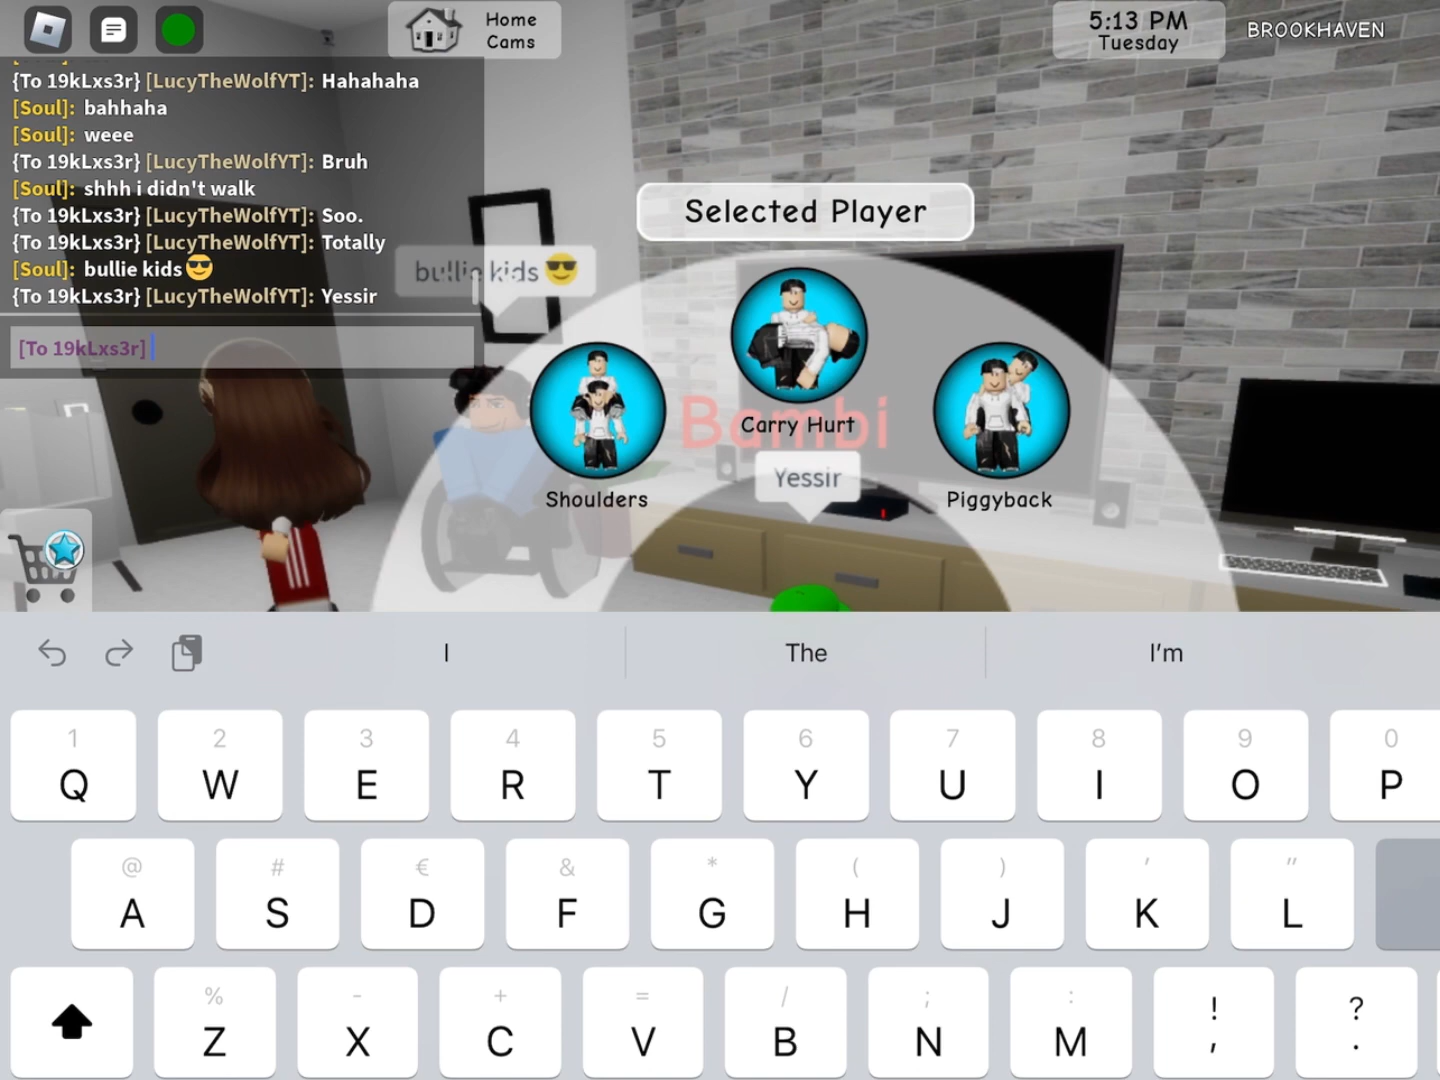 Home
Cams
5:13 PM
Tuesday
BROOKHAVEN
{To 19kLxs3r} [LucyTheWolfYT]: Hahahaha
[Soul]: bahhaha
[Soul]: weee
{To 19kLxs3r} [LucyTheWolfYT]: Bruh
[Soul]: shhh i didn't walk
{To 19kLxs3r} [LucyTheWolfYT]: Soo.
{To 19kLxs3r} [LucyTheWolfYT]: Totally
[Soul]: bullie kids😎
{To 19kLxs3r} [LucyTheWolfYT]: Yessir
[To 19kLxs3r]
bullie kids😎
Selected Player
Carry Hurt
Bambi
Yessir
Shoulders
Piggyback
I The I'm
1 2 3 4 5 6 7 8 9 0
Q W E R T Y U I O P
@ # € & * ( ) ' "
A S D F G H J K L
% - + = / ; : ! ?
Z X C V B N M , .